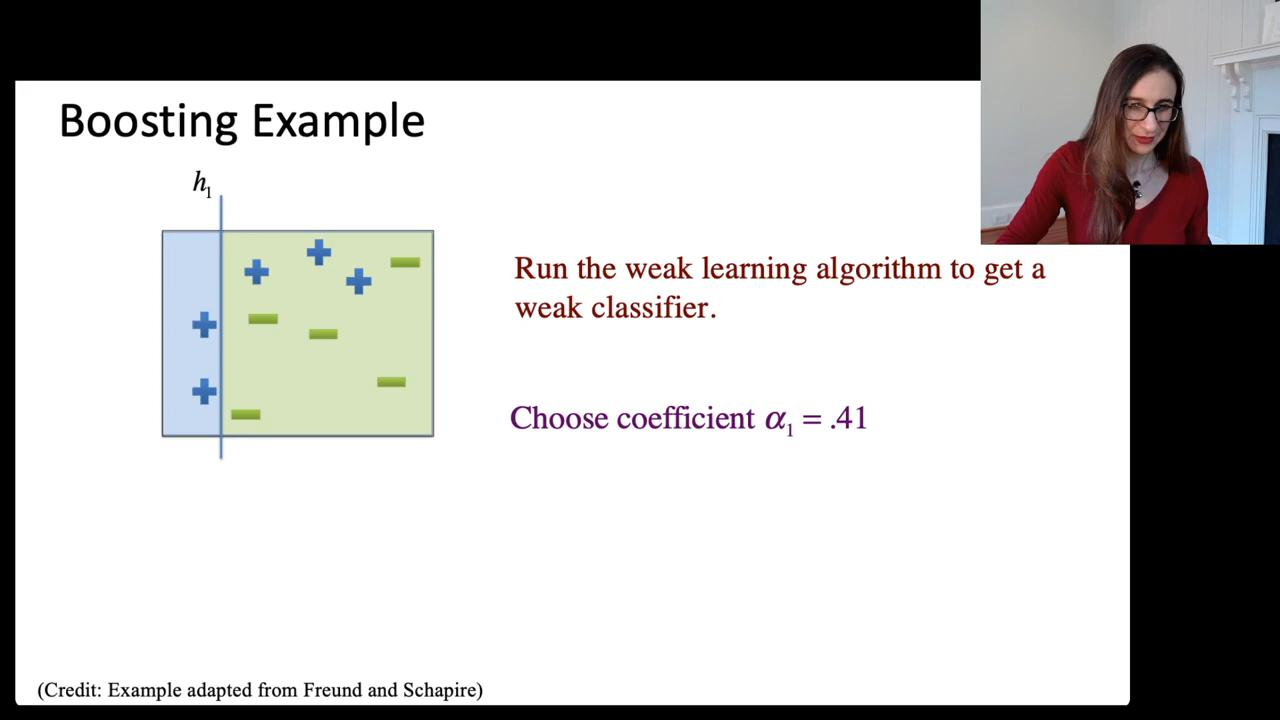 Boosting Example
h1
Run the weak learning algorithm to get a
weak classifier.
Choose coefficient α1 = .41
(Credit: Example adapted from Freund and Schapire)